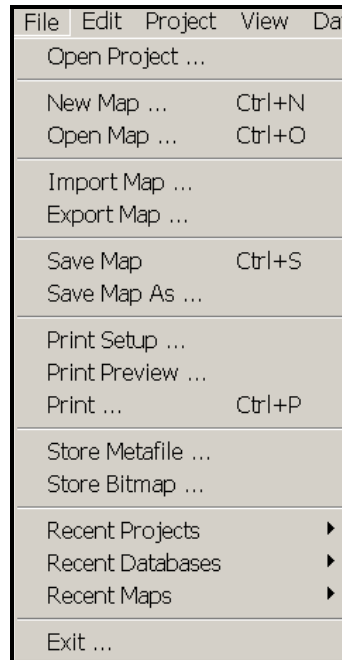 File Edit Project View Da
Open Project ...
New Map ... Ctrl+N
Open Map ... Ctrl+O
Import Map ...
Export Map ...
Save Map Ctrl+S
Save Map As ...
Print Setup ...
Print Preview ...
Print ... Ctrl+P
Store Metafile ...
Store Bitmap ...
Recent Projects
Recent Databases
Recent Maps
Exit ...